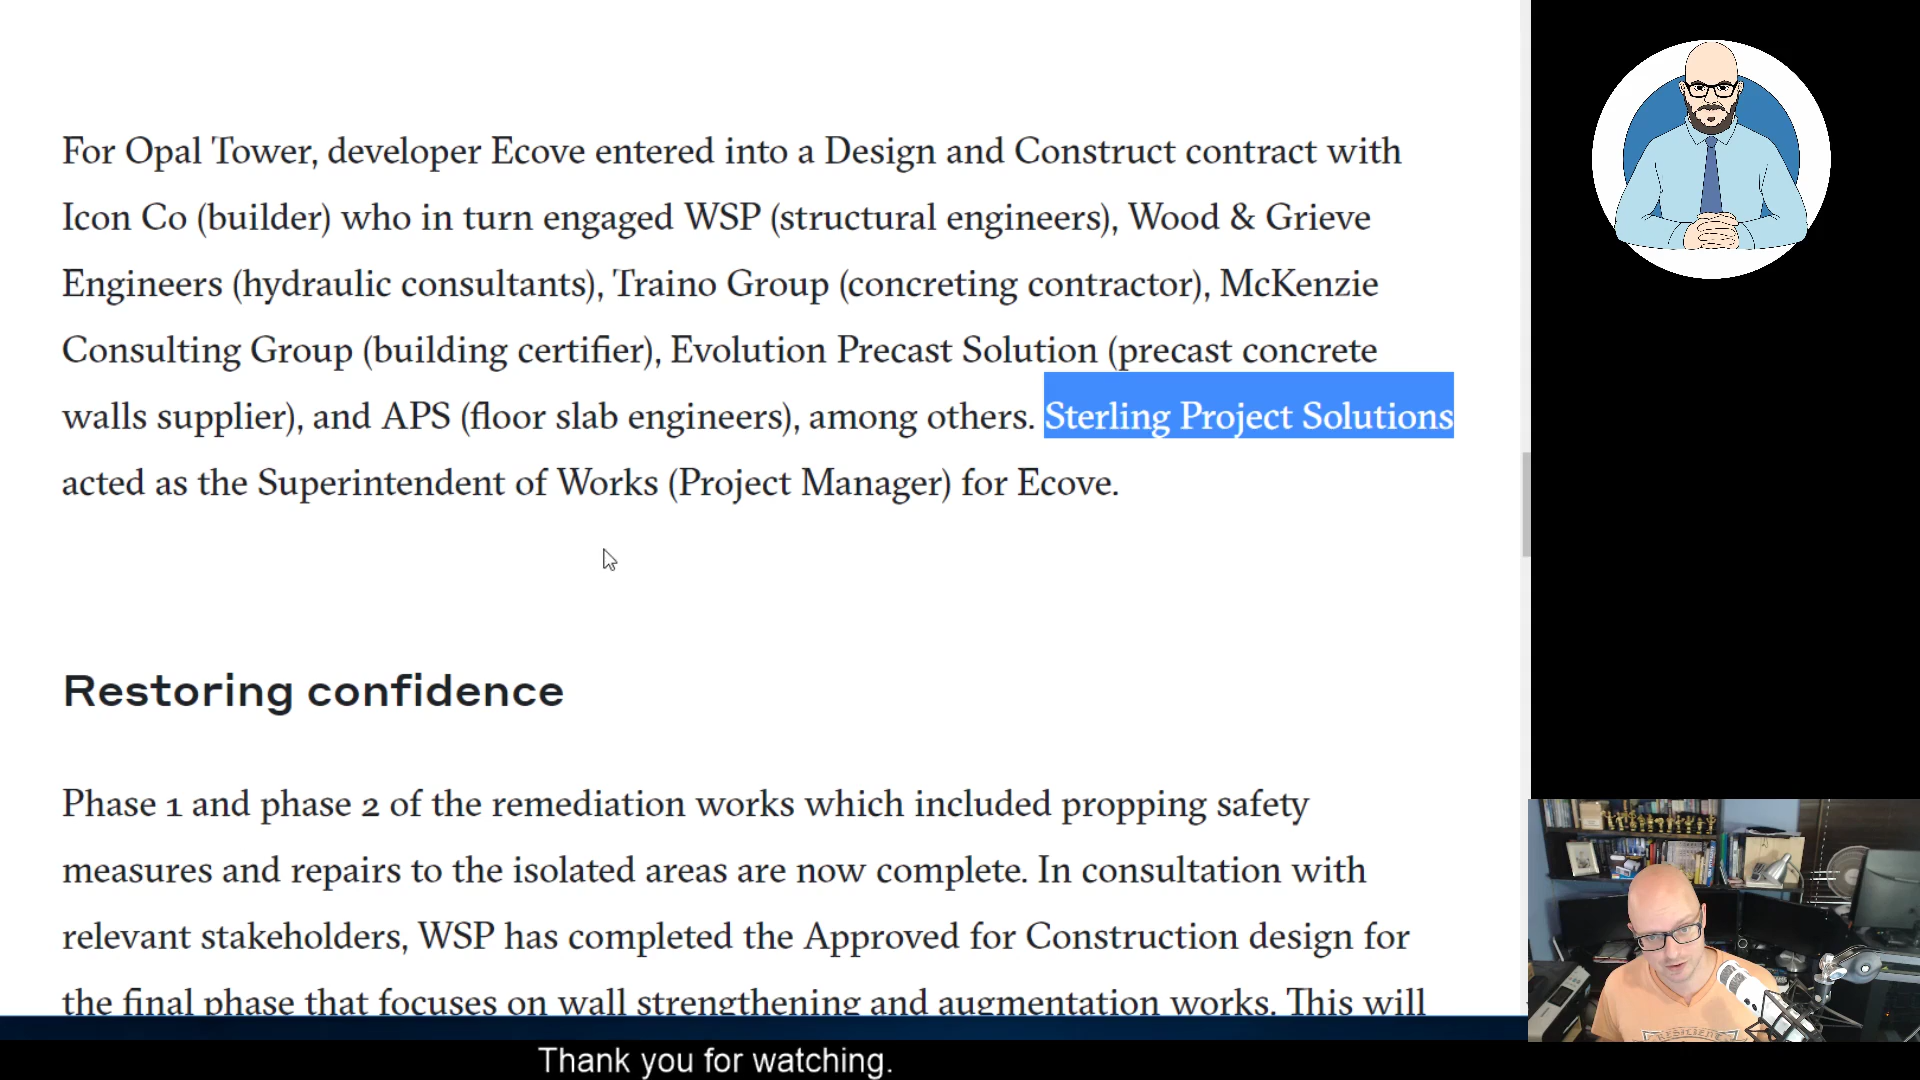 For Opal Tower, developer Ecove entered into a Design and Construct contract with
Icon Co (builder) who in turn engaged WSP (structural engineers), Wood & Grieve
Engineers (hydraulic consultants), Traino Group (concreting contractor), McKenzie
Consulting Group (building certifier), Evolution Precast Solution (precast concrete
walls supplier), and APS (floor slab engineers), among others. Sterling Project Solutions
acted as the Superintendent of Works (Project Manager) for Ecove.
Restoring confidence
Phase 1 and phase 2 of the remediation works which included propping safety
measures and repairs to the isolated areas are now complete. In consultation with
relevant stakeholders, WSP has completed the Approved for Construction design for
the final phase that focuses on wall strengthening and augmentation works. This will
Thank you for watching.